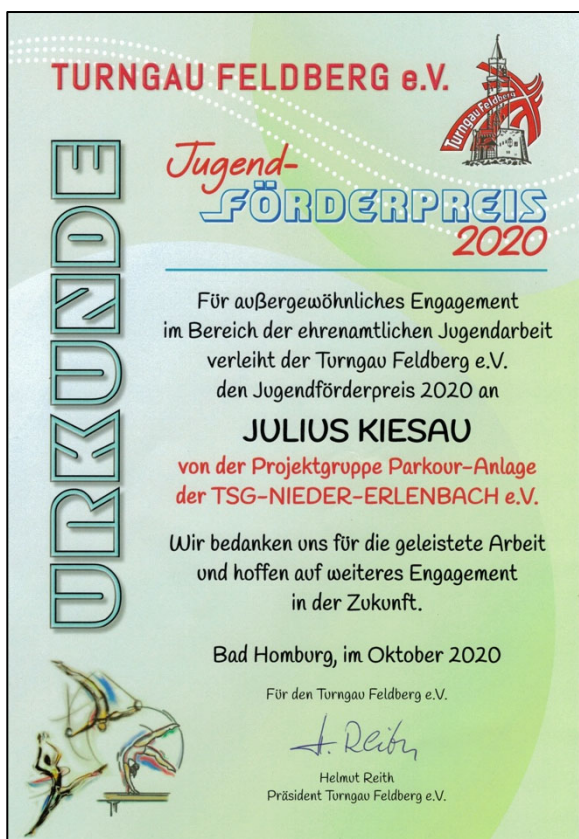 TURNGAU FELDBERG e.V.
Turngau Feldberg
URKUNDE
Jugend-
FÖRDERPREIS
2020
Für außergewöhnliches Engagement
im Bereich der ehrenamtlichen Jugendarbeit
verleiht der Turngau Feldberg e.V.
den Jugendförderpreis 2020 an
JULIUS KIESAU
von der Projektgruppe Parkour-Anlage
der TSG-NIEDER-ERLENBACH e.V.
Wir bedanken uns für die geleistete Arbeit
und hoffen auf weiteres Engagement
in der Zukunft.
Bad Homburg, im Oktober 2020
Für den Turngau Feldberg e.V.
H. Reith
Helmut Reith
Präsident Turngau Feldberg e.V.